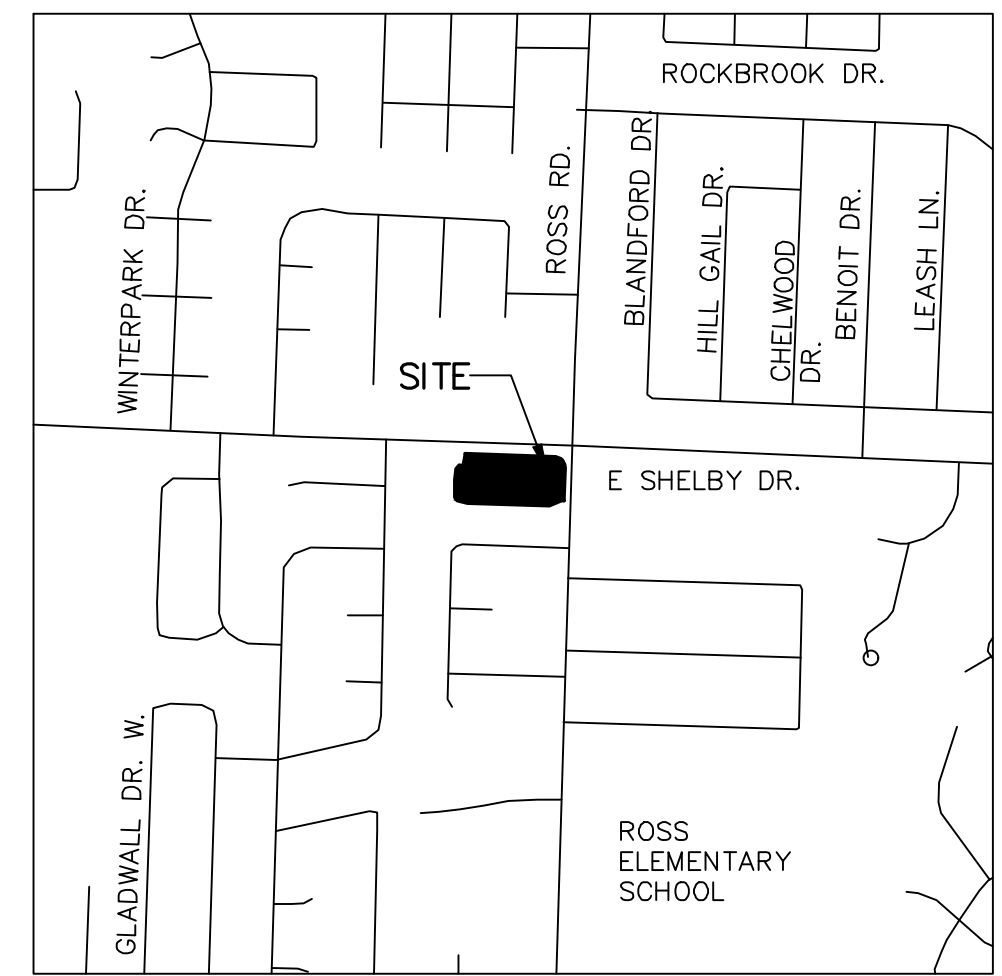 ROCKBROOK DR.
ROSS RD.
BLANDFORD DR.
HILL GAIL DR.
CHELWOOD
DR.
BENOIT DR.
LEASH LN.
WINTERPARK DR.
SITE
E SHELBY DR.
GLADWALL DR. W.
ROSS
ELEMENTARY
SCHOOL